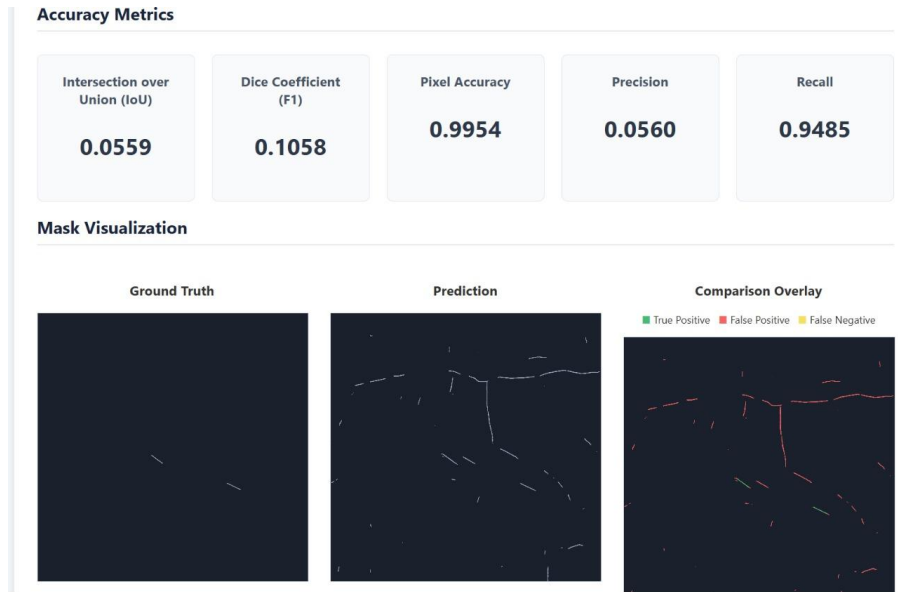 Accuracy Metrics
Intersection over
Union (IoU)
0.0559
Dice Coefficient
(F1)
0.1058
Pixel Accuracy
0.9954
Precision
0.0560
Recall
0.9485
Mask Visualization
Ground Truth
Prediction
Comparison Overlay
True Positive False Positive False Negative